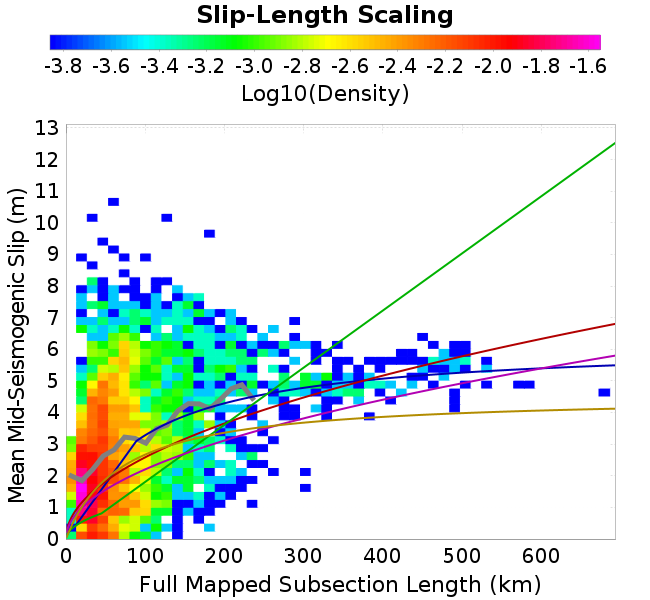 Slip-Length Scaling
-3.8 -3.6 -3.4 -3.2 -3.0 -2.8 -2.6 -2.4 -2.2 -2.0 -1.8 -1.6
Log10(Density)
13
12
11
10
9
8
7
6
5
4
3
2
1
0
Mean Mid-Seismogenic Slip (m)
0 100 200 300 400 500 600
Full Mapped Subsection Length (km)